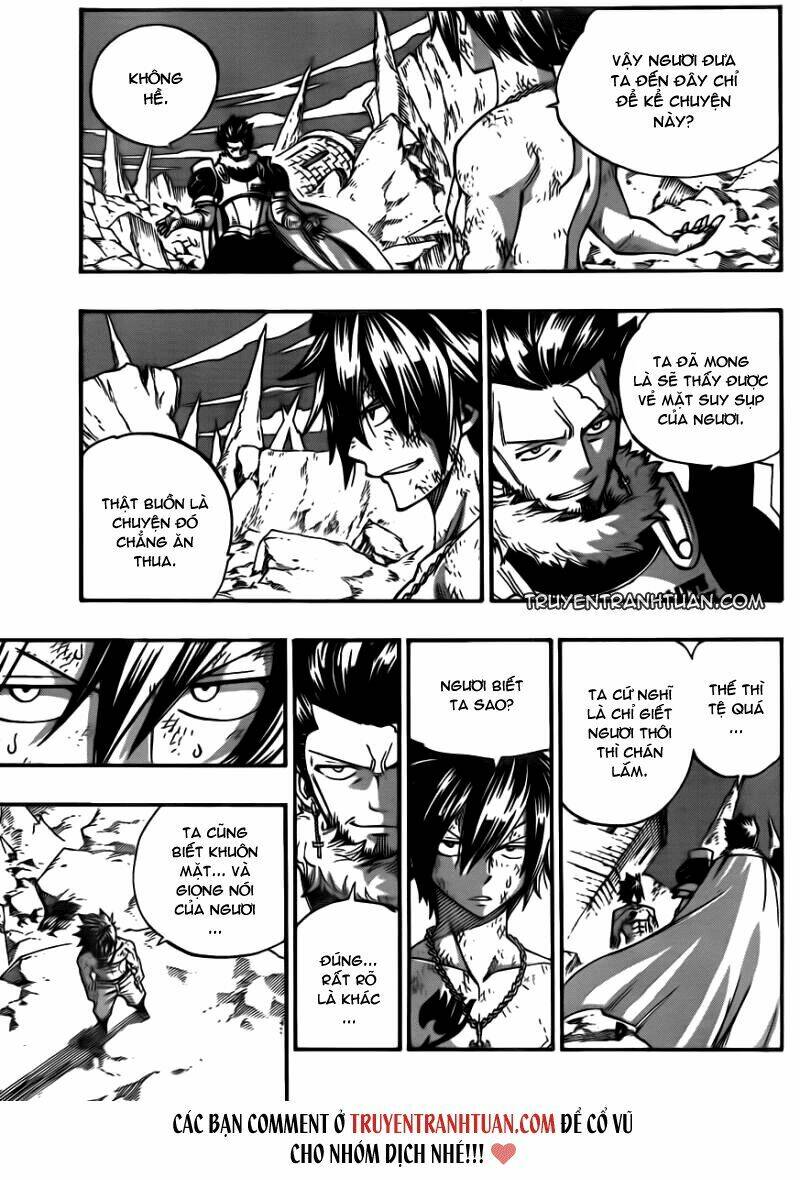 VẬY NGƯƠI ĐƯA
TA ĐẾN ĐÂY CHỈ
ĐỂ KỂ CHUYỆN
NÀY?
KHÔNG
HỀ.
TA ĐÃ MONG
LÀ SẼ THẤY ĐƯỢC
VẺ MẶT SUY SỤP
CỦA NGƯƠI.
THẬT BUỒN LÀ
CHUYỆN ĐÓ
CHẲNG ĂN
THUA.
TRUYENTRANHTUAN.COM
THẾ THÌ
TỆ QUÁ
...
TA CỨ NGHĨ
LÀ CHỈ GIẾT
NGƯƠI THÔI
THÌ CHÁN
LẮM.
NGƯƠI BIẾT
TA SAO?
ĐÚNG...
RẤT RÕ
LÀ KHÁC
...
TA CŨNG
BIẾT KHUÔN
MẶT... VÀ
GIỌNG NÓI
CỦA NGƯƠI
...
CÁC BẠN COMMENT Ở TRUYENTRANHTUAN.COM ĐỂ CỔ VŨ
CHO NHÓM DỊCH NHÉ!!! ❤